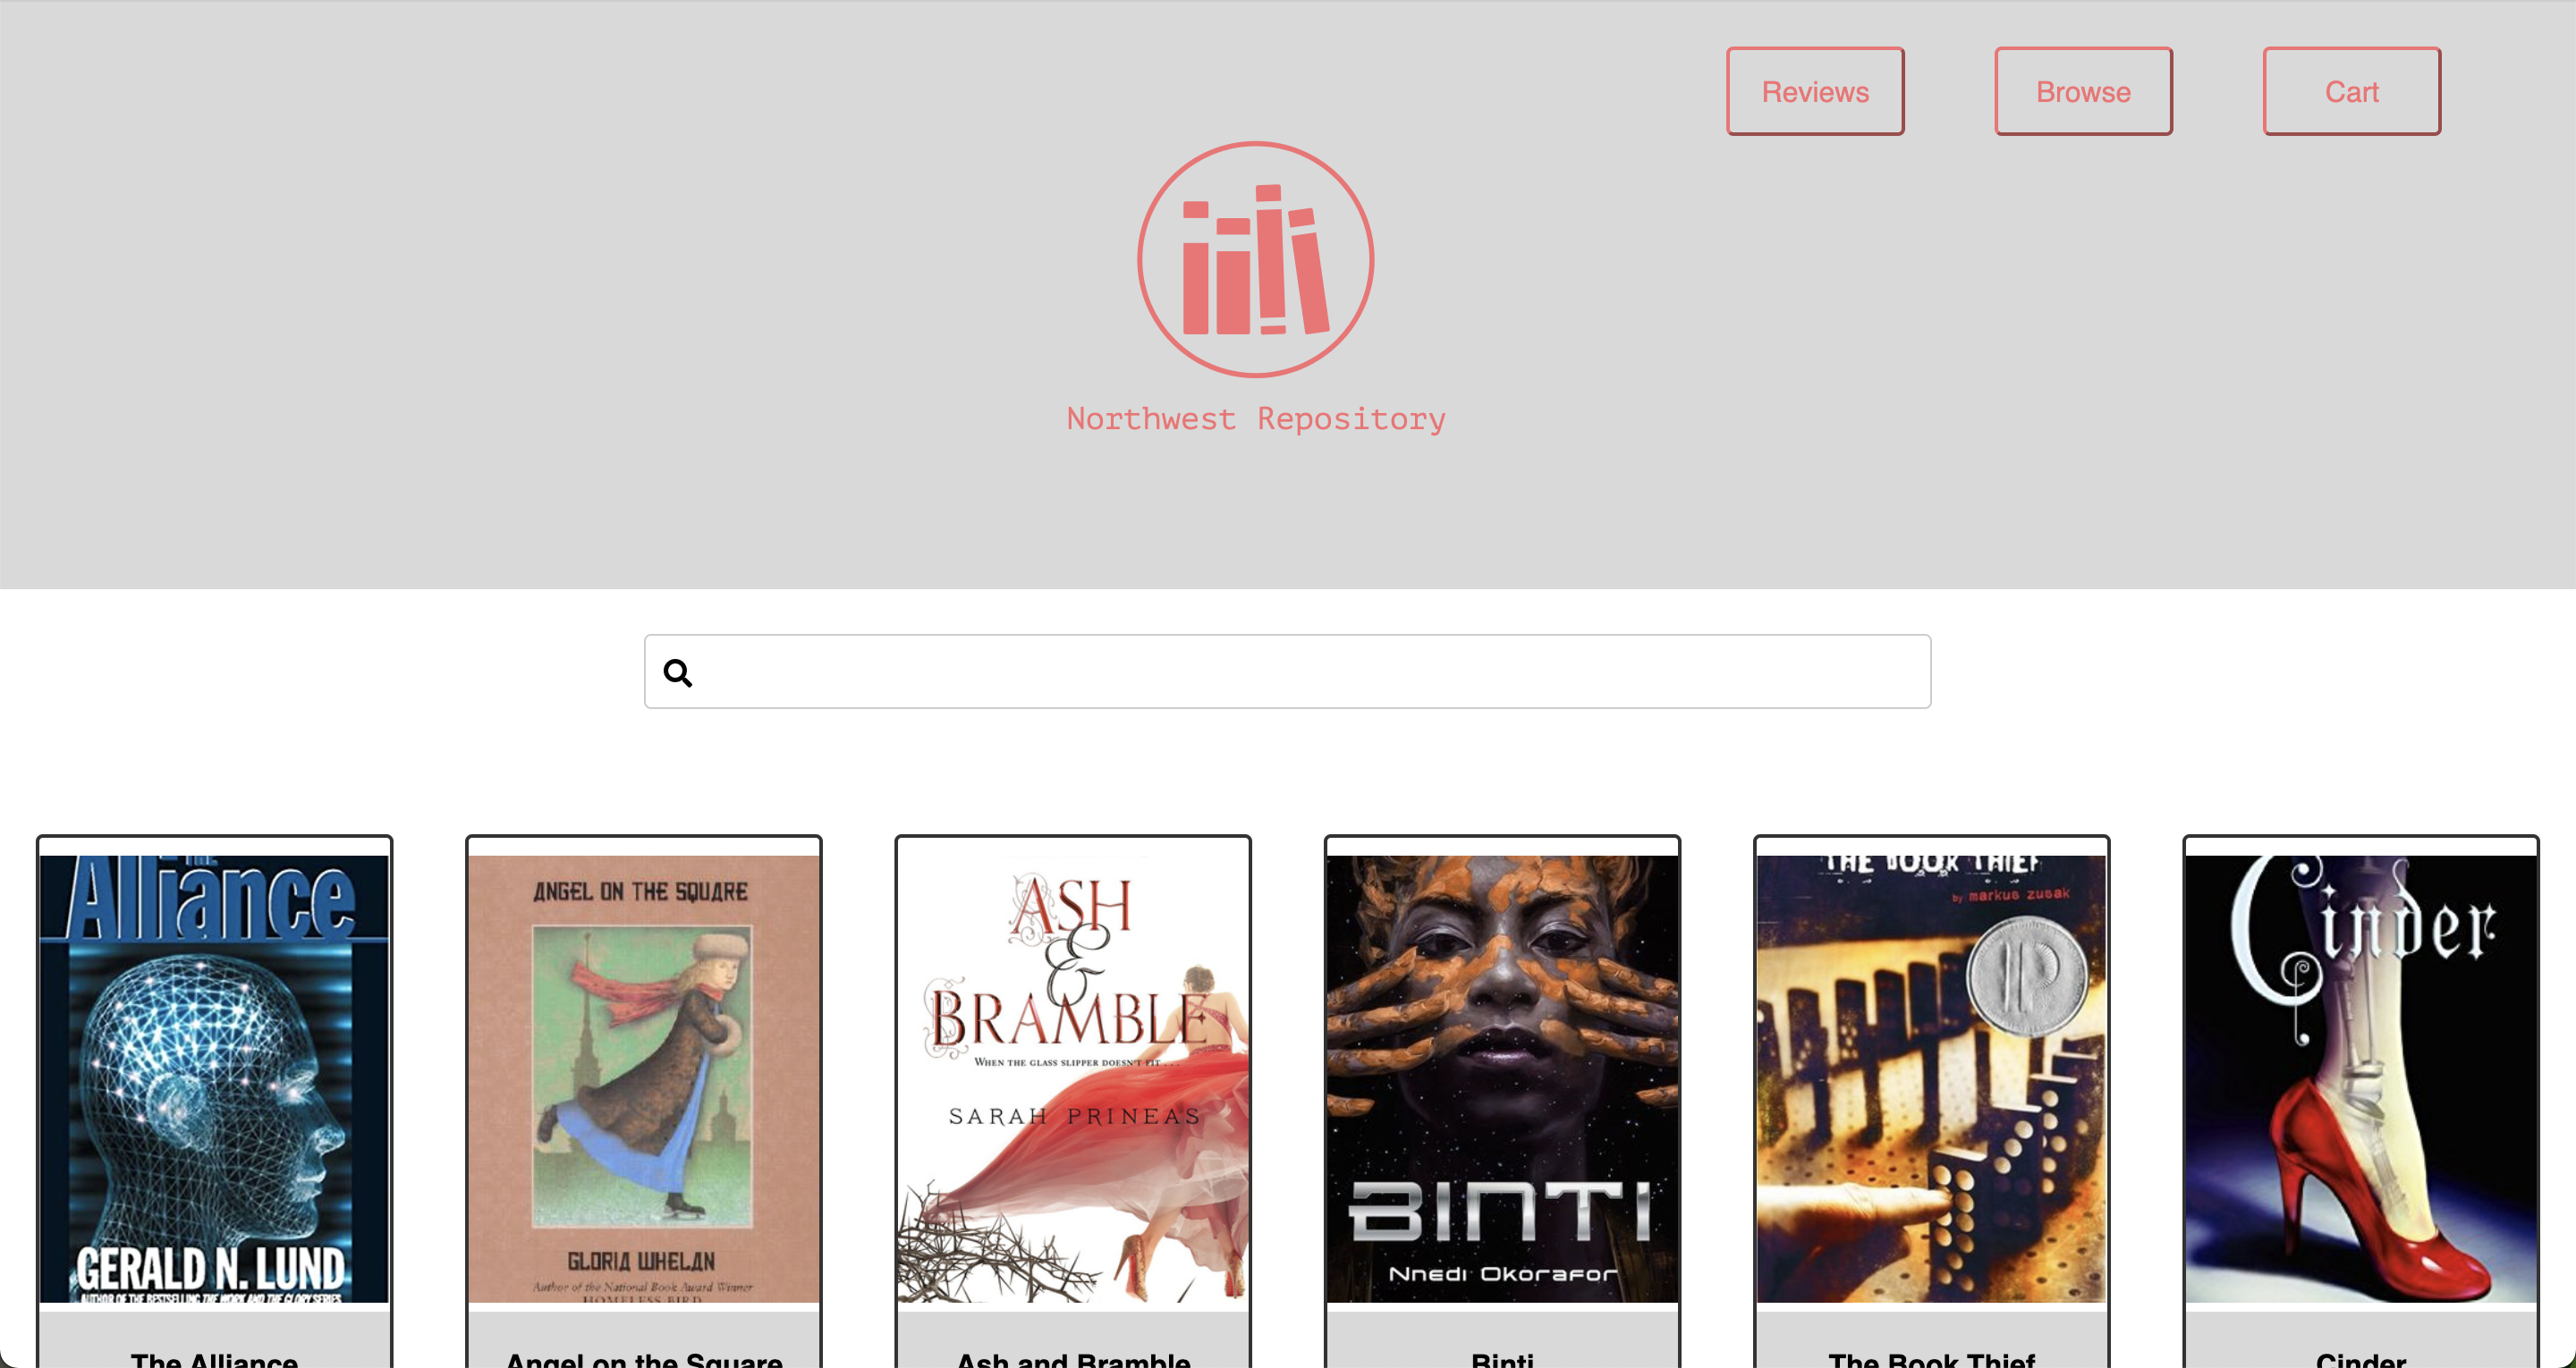 Reviews
Browse
Cart
Northwest Repository
Alliance
GERALD N. LUND
AUTHOR OF THE BESTSELLING THE WORK AND THE GLORY SERIES
The Alliance
ANGEL ON THE SQUARE
GLORIA WHELAN
Author of the National Book Award Winner
HOMELESS BIRD
Angel on the Square
ASH
&
BRAMBLE
WHEN THE GLASS SLIPPER DOESN'T FIT . . .
SARAH PRINEAS
Ash and Bramble
BINTI
Nnedi Okorafor
Binti
THE BOOK THIEF
by markus zusak
The Book Thief
Cinder
Cinder